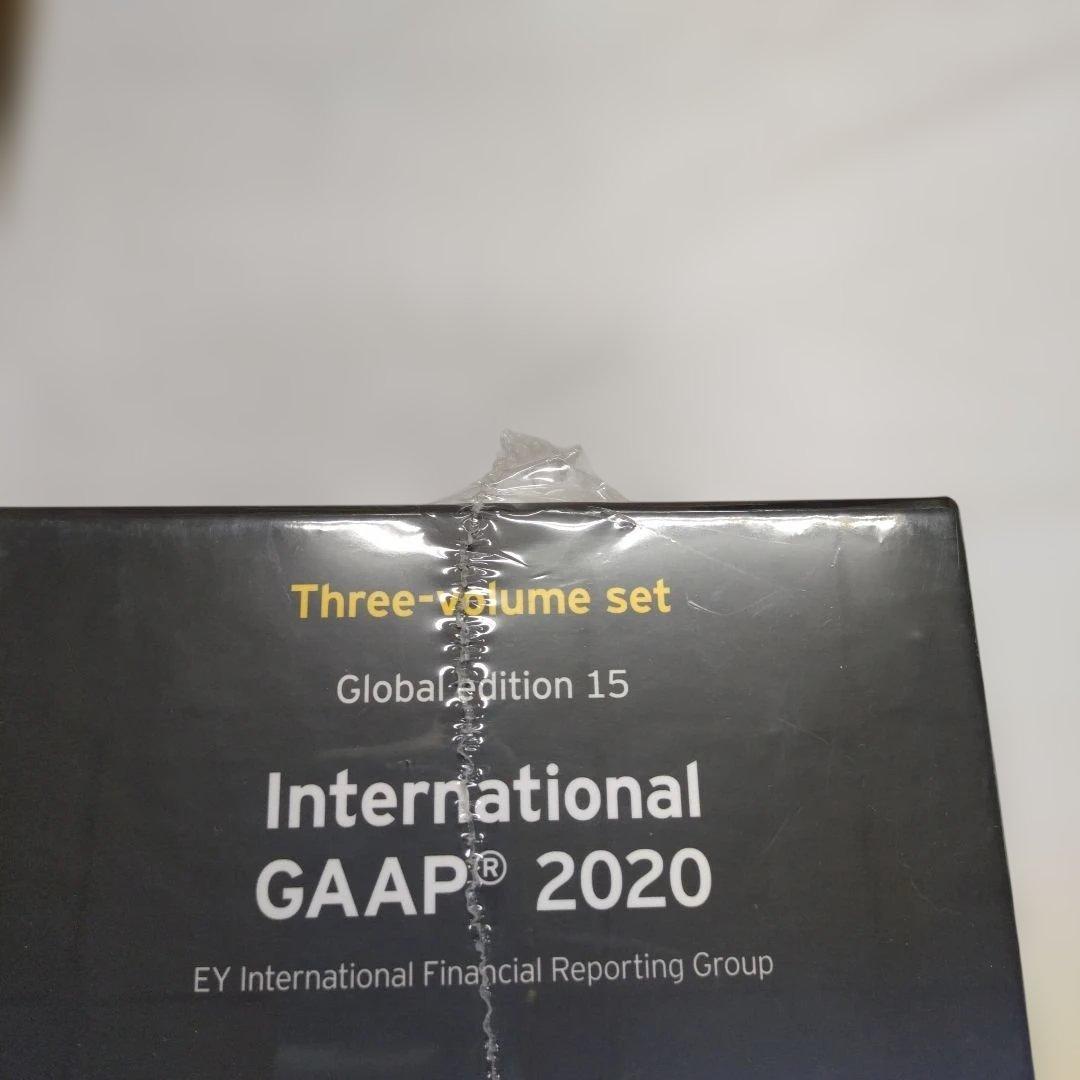 Three-volume set
Global edition 15
International
GAAP® 2020
EY International Financial Reporting Group